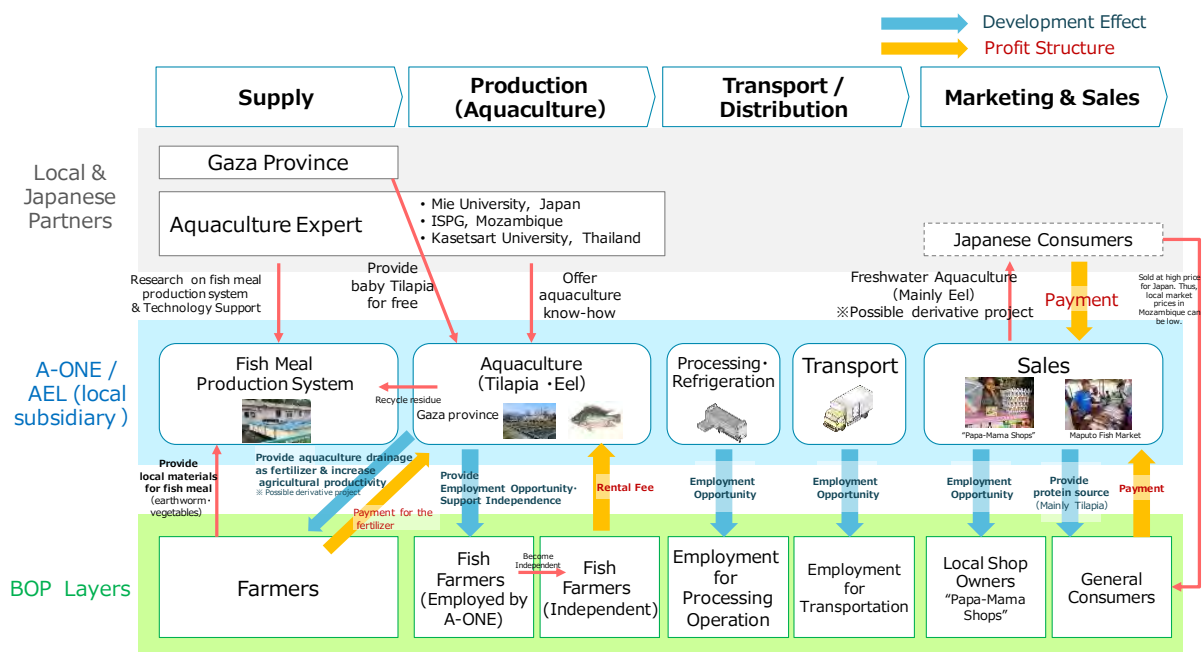 Development Effect
Profit Structure
Supply
Production
(Aquaculture)
Transport /
Distribution
Marketing & Sales
Local &
Japanese
Partners
Gaza Province
Aquaculture Expert
• Mie University, Japan
• ISPG, Mozambique
• Kasetsart University, Thailand
Japanese Consumers
Research on fish meal
production system
& Technology Support
Provide
baby Tilapia
for free
Offer
aquaculture
know-how
Freshwater Aquaculture
(Mainly Eel)
※Possible derivative project
Payment
Sold at high price
for Japan. Thus,
local market
prices in
Mozambique can
be low.
A-ONE /
AEL (local
subsidiary )
Fish Meal
Production System
Recycle residue
Aquaculture
(Tilapia ・Eel)
Gaza province
Processing・
Refrigeration
Transport
Sales
"Papa-Mama Shops"
Maputo Fish Market
Provide
local materials
for fish meal
(earthworm・
vegetables)
Provide aquaculture drainage
as fertilizer & increase
agricultural productivity
※ Possible derivative project
Payment for the
fertilizer
Provide
Employment Opportunity・
Support Independence
Rental Fee
Employment
Opportunity
Employment
Opportunity
Employment
Opportunity
Provide
protein source
(Mainly Tilapia)
Payment
BOP Layers
Farmers
Fish
Farmers
(Employed by
A-ONE)
Become
Independent
Fish
Farmers
(Independent)
Employment
for
Processing
Operation
Employment
for
Transportation
Local Shop
Owners
"Papa-Mama
Shops"
General
Consumers